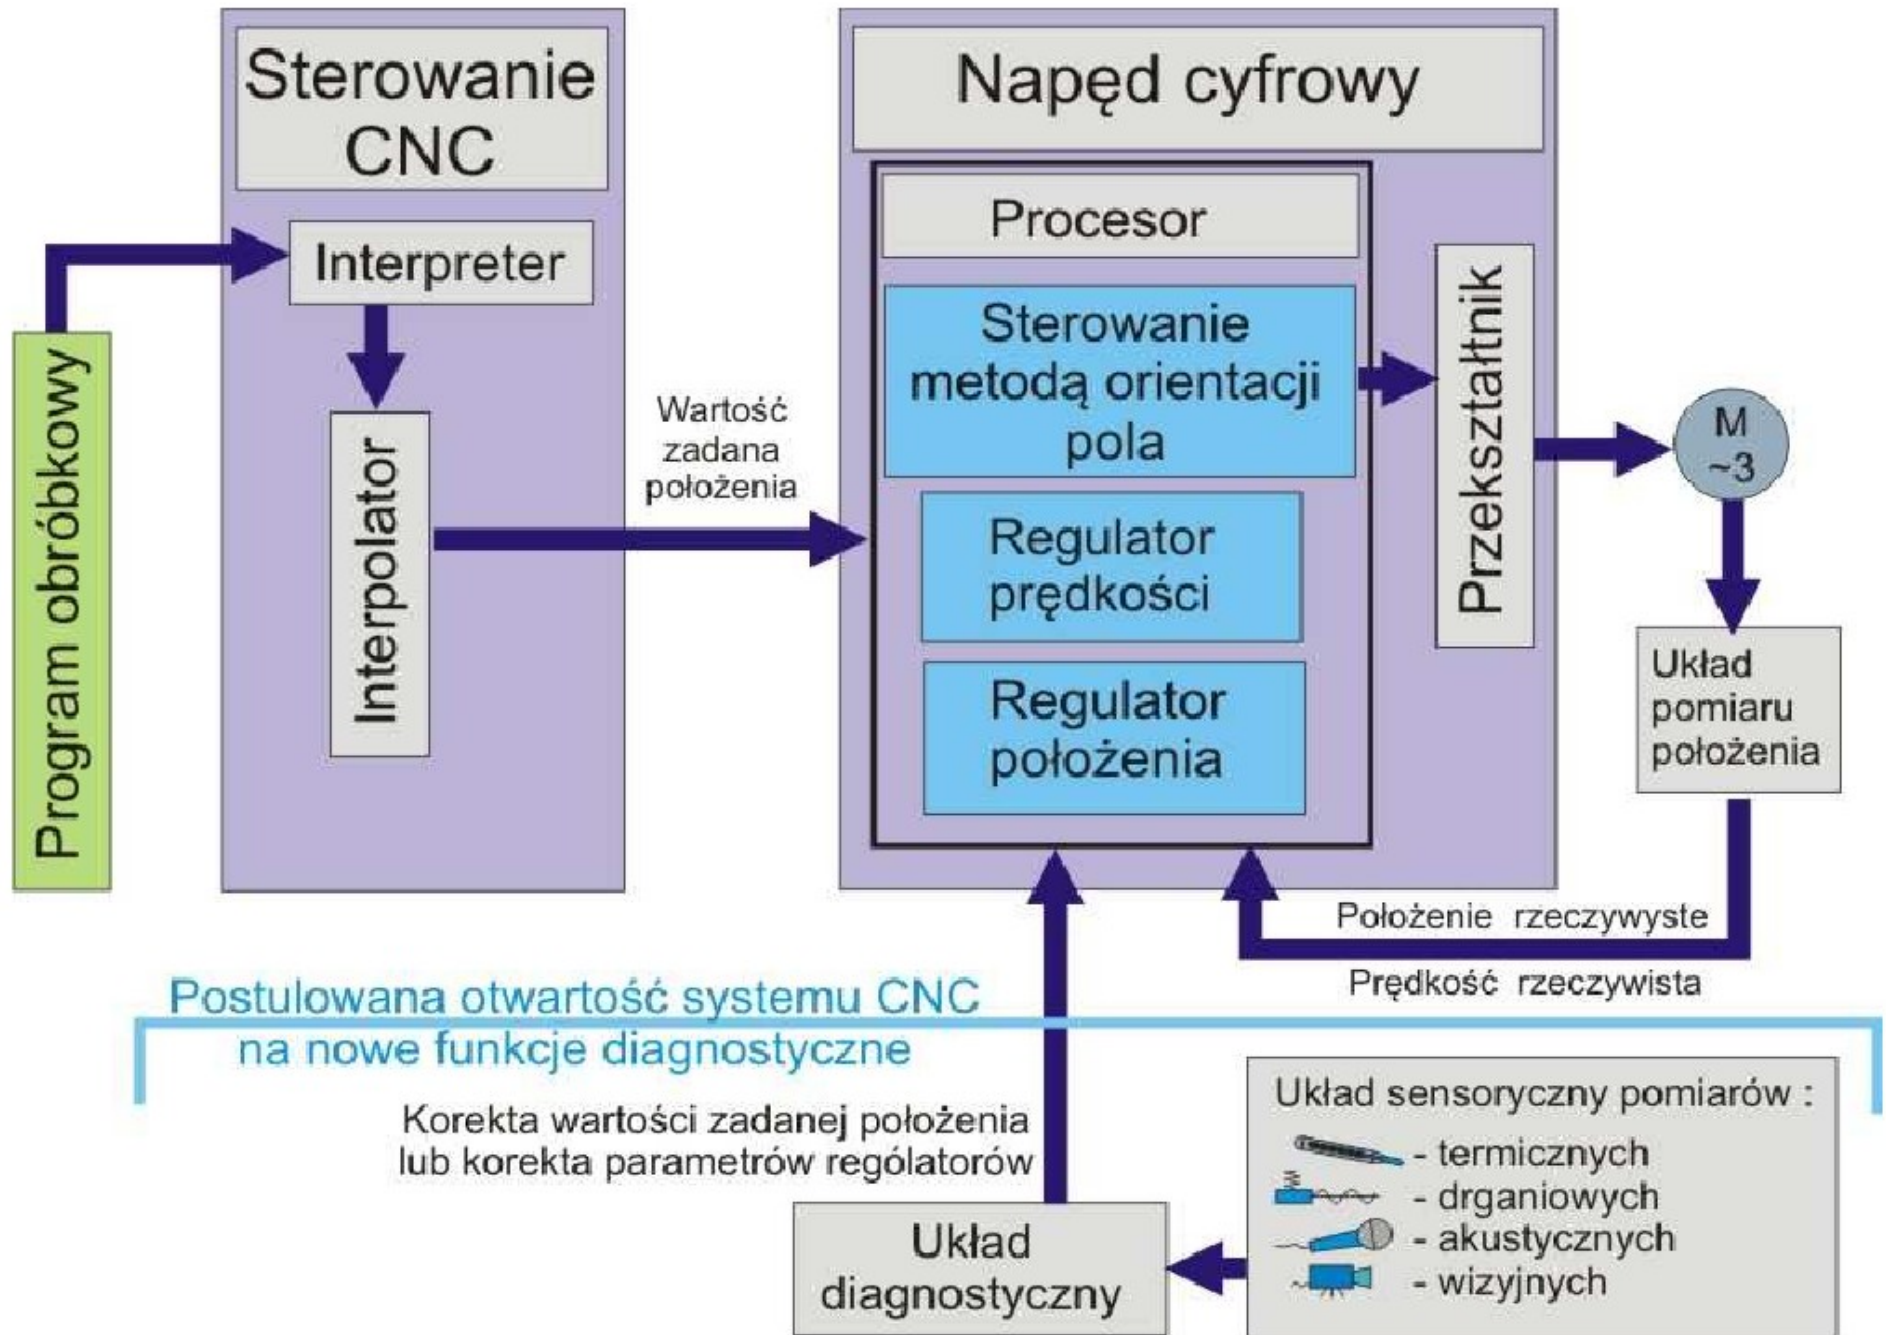 Sterowanie
CNC
Napęd cyfrowy
Interpreter
Procesor
Program obróbkowy
Interpolator
Wartość
zadana
położenia
Sterowanie
metodą orientacji
pola
Regulator
prędkości
Regulator
położenia
Przekształtnik
M
~3
Układ
pomiaru
położenia
Położenie rzeczywyste
Prędkość rzeczywista
Postulowana otwartość systemu CNC
na nowe funkcje diagnostyczne
Korekta wartości zadanej położenia
lub korekta parametrów rególatorów
Układ
diagnostyczny
Układ sensoryczny pomiarów :
- termicznych
- drganiowych
- akustycznych
- wizyjnych